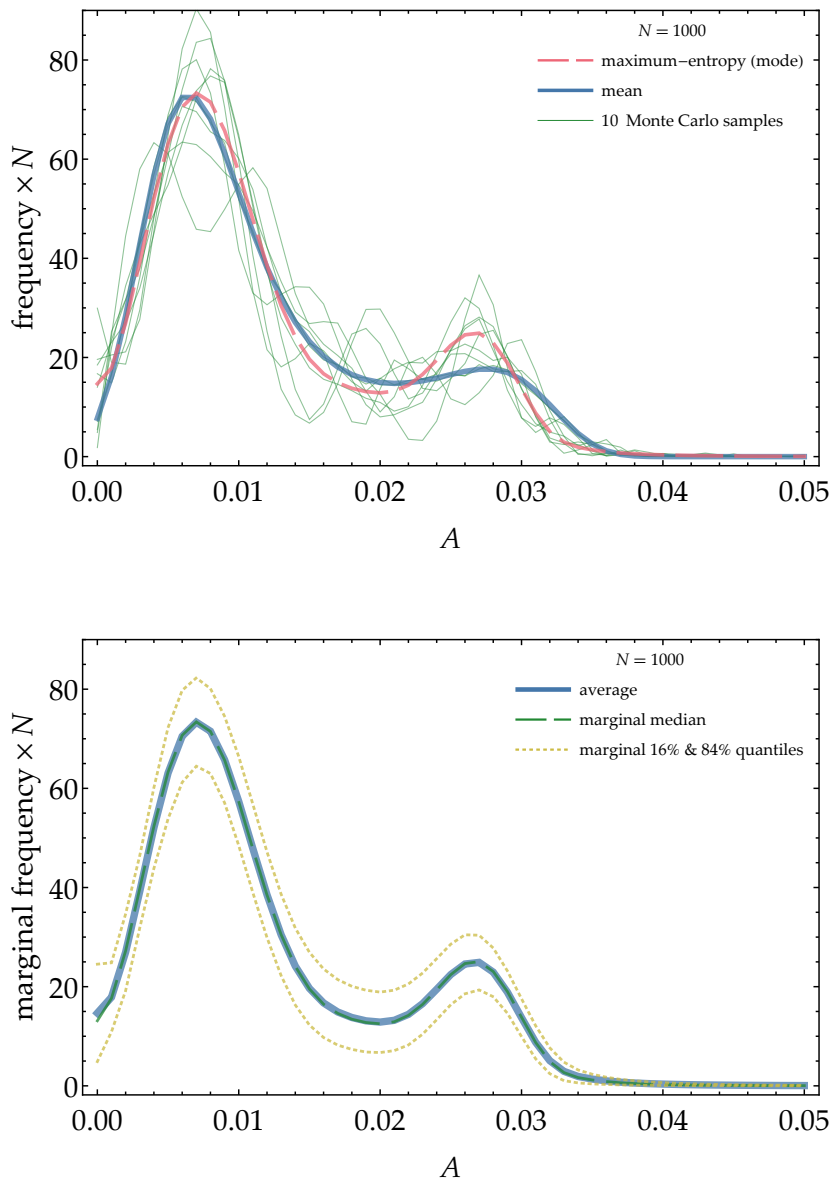 N = 1000
maximum-entropy (mode)
mean
10 Monte Carlo samples
frequency × N
80
60
40
20
0
0.00 0.01 0.02 0.03 0.04 0.05
A
N = 1000
average
marginal median
marginal 16% & 84% quantiles
marginal frequency × N
80
60
40
20
0
0.00 0.01 0.02 0.03 0.04 0.05
A